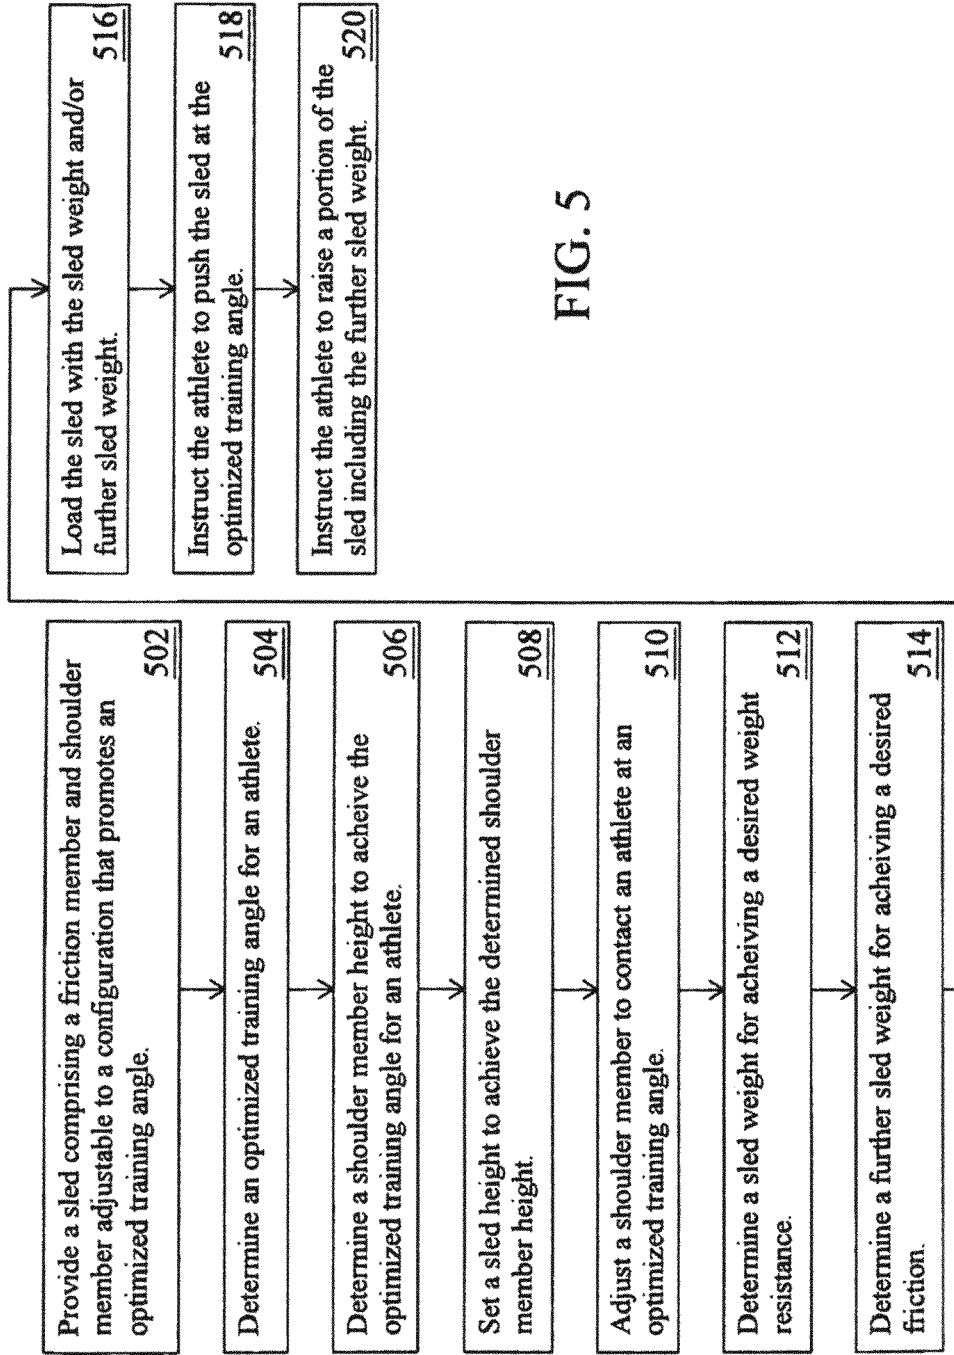 Provide a sled comprising a friction member and shoulder
member adjustable to a configuration that promotes an
optimized training angle. 502
Determine an optimized training angle for an athlete. 504
Determine a shoulder member height to acheive the
optimized training angle for an athlete. 506
Set a sled height to achieve the determined shoulder
member height. 508
Adjust a shoulder member to contact an athlete at an
optimized training angle. 510
Determine a sled weight for acheiving a desired weight
resistance. 512
Determine a further sled weight for acheiving a desired
friction. 514
Load the sled with the sled weight and/or
further sled weight. 516
Instruct the athlete to push the sled at the
optimized training angle. 518
Instruct the athlete to raise a portion of the
sled including the further sled weight. 520
FIG. 5